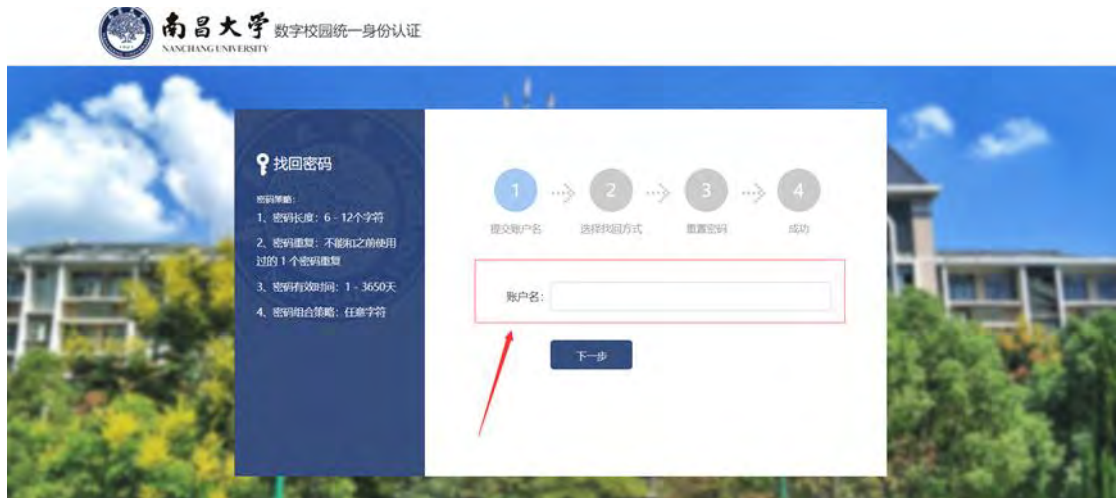 南昌大学 数字校园统一身份认证
NANCHANG UNIVERSITY
1921
找回密码
密码策略：
1、密码长度：6 - 12个字符
2、密码重复：不能和之前使用
过的 1 个密码重复
3、密码有效时间：1 - 3650天
4、密码组合策略：任意字符
1 2 3 4
提交账户名 选择找回方式 重置密码 成功
账户名：
下一步